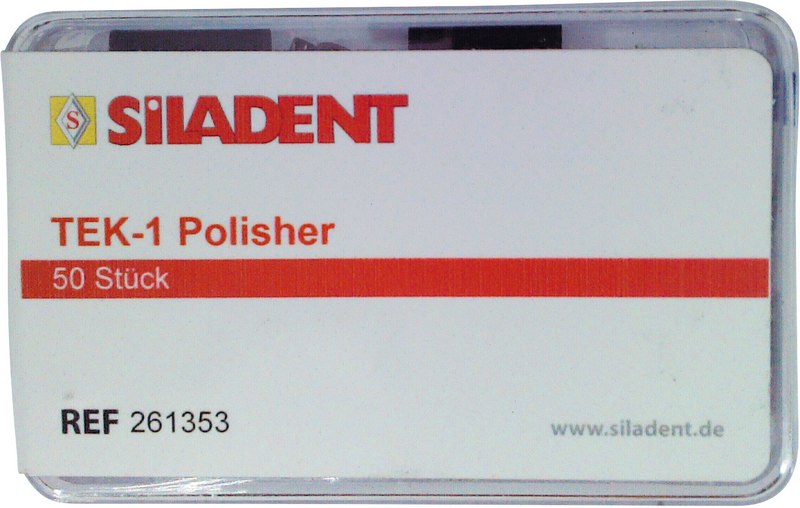 S SiLADENT
TEK-1 Polisher
50 Stück
REF 261353
www.siladent.de